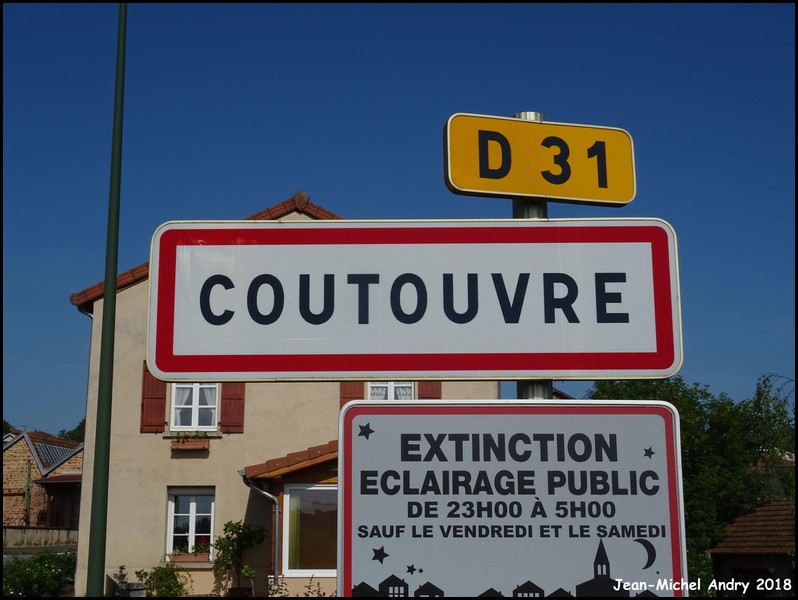 D 31
COUTOUVRE
EXTINCTION
ECLAIRAGE PUBLIC
DE 23H00 À 5H00
SAUF LE VENDREDI ET LE SAMEDI
Jean-Michel Andry 2018